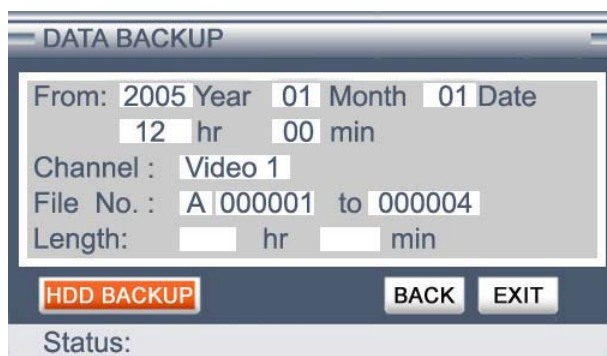 DATA BACKUP
From: 2005 Year 01 Month 01 Date
12 hr 00 min
Channel : Video 1
File No. : A 000001 to 000004
Length: hr min
HDD BACKUP BACK EXIT
Status: